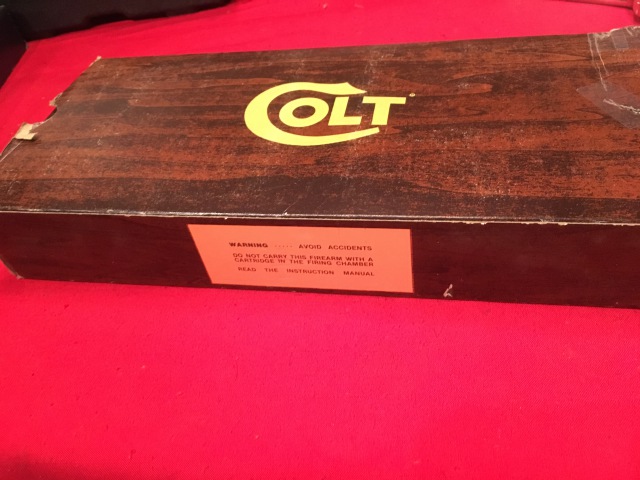 COLT
WARNING ..... AVOID ACCIDENTS
DO NOT CARRY THIS FIREARM WITH A
CARTRIDGE IN THE FIRING CHAMBER
READ THE INSTRUCTION MANUAL